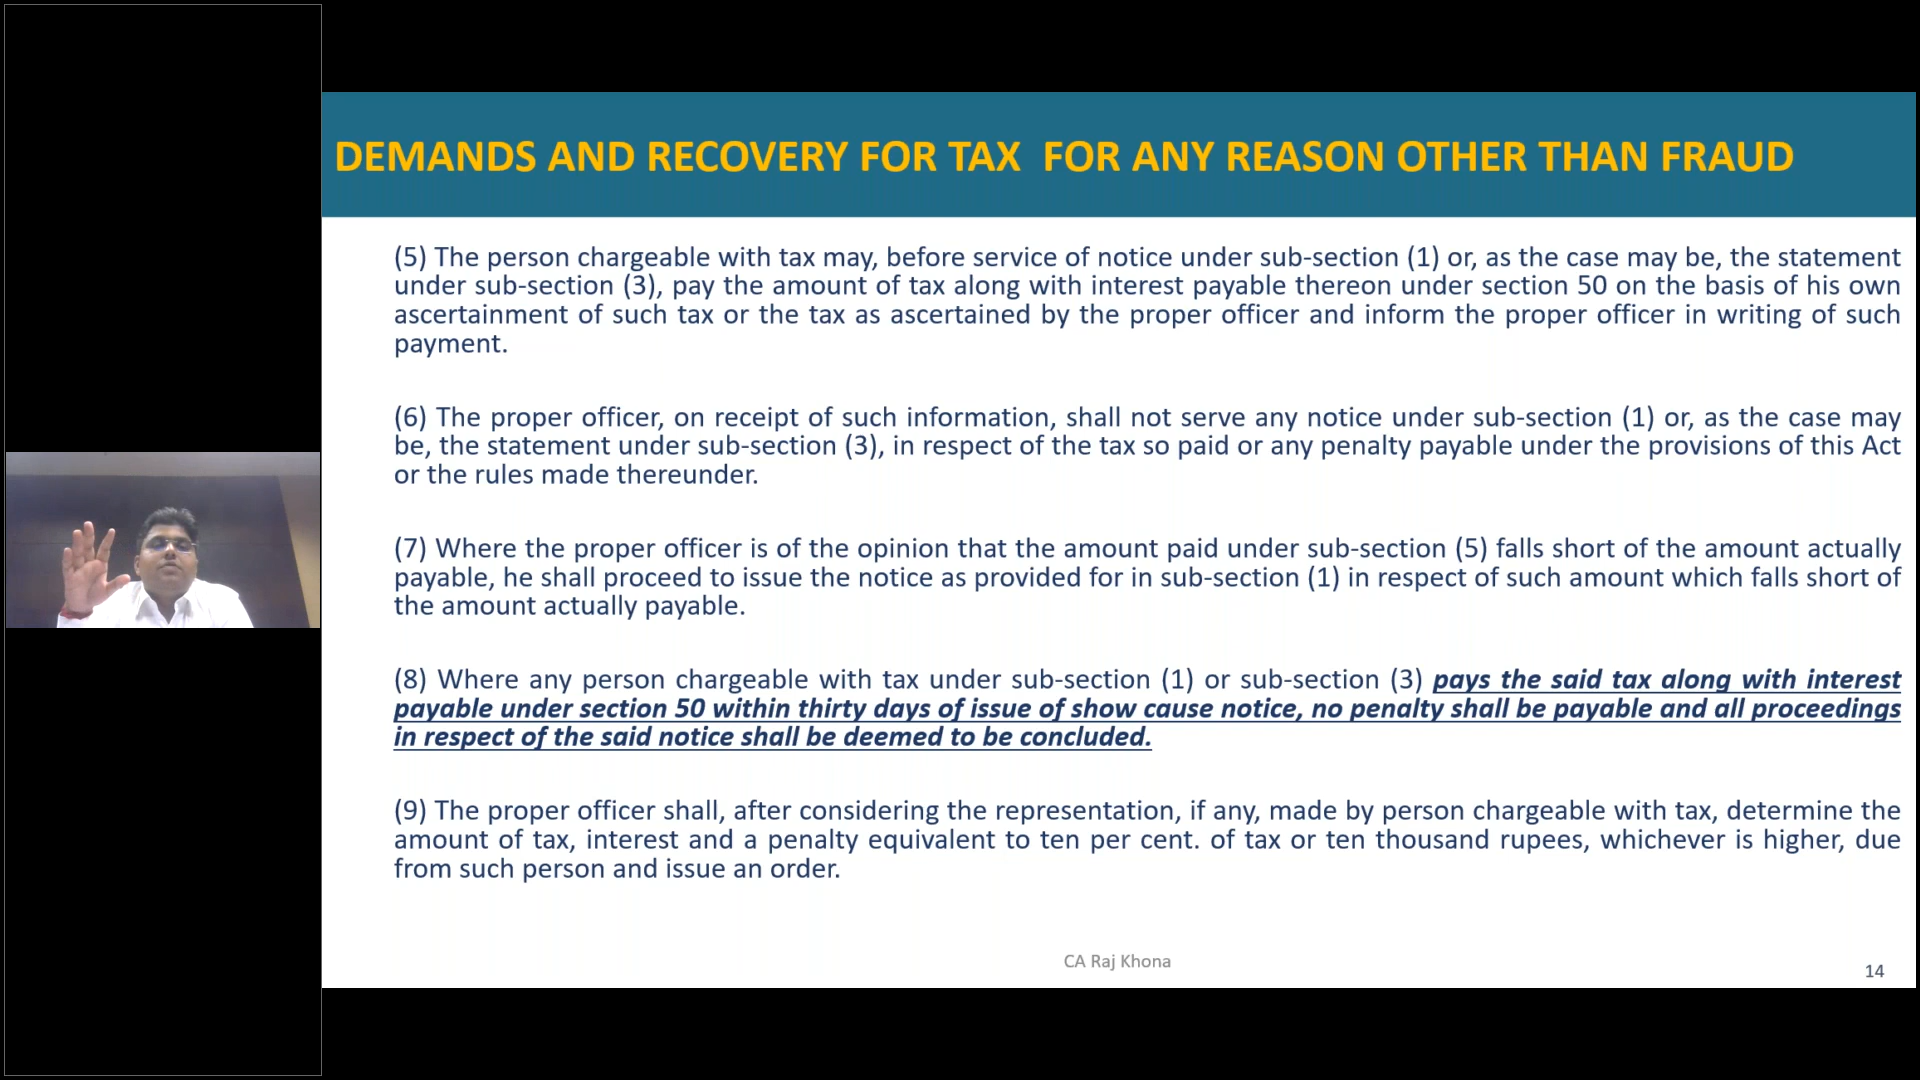 DEMANDS AND RECOVERY FOR TAX  FOR ANY REASON OTHER THAN FRAUD
(5) The person chargeable with tax may, before service of notice under sub-section (1) or, as the case may be, the statement
under sub-section (3), pay the amount of tax along with interest payable thereon under section 50 on the basis of his own
ascertainment of such tax or the tax as ascertained by the proper officer and inform the proper officer in writing of such
payment.
(6) The proper officer, on receipt of such information, shall not serve any notice under sub-section (1) or, as the case may
be, the statement under sub-section (3), in respect of the tax so paid or any penalty payable under the provisions of this Act
or the rules made thereunder.
(7) Where the proper officer is of the opinion that the amount paid under sub-section (5) falls short of the amount actually
payable, he shall proceed to issue the notice as provided for in sub-section (1) in respect of such amount which falls short of
the amount actually payable.
(8) Where any person chargeable with tax under sub-section (1) or sub-section (3) pays the said tax along with interest
payable under section 50 within thirty days of issue of show cause notice, no penalty shall be payable and all proceedings
in respect of the said notice shall be deemed to be concluded.
(9) The proper officer shall, after considering the representation, if any, made by person chargeable with tax, determine the
amount of tax, interest and a penalty equivalent to ten per cent. of tax or ten thousand rupees, whichever is higher, due
from such person and issue an order.
CA Raj Khona
14